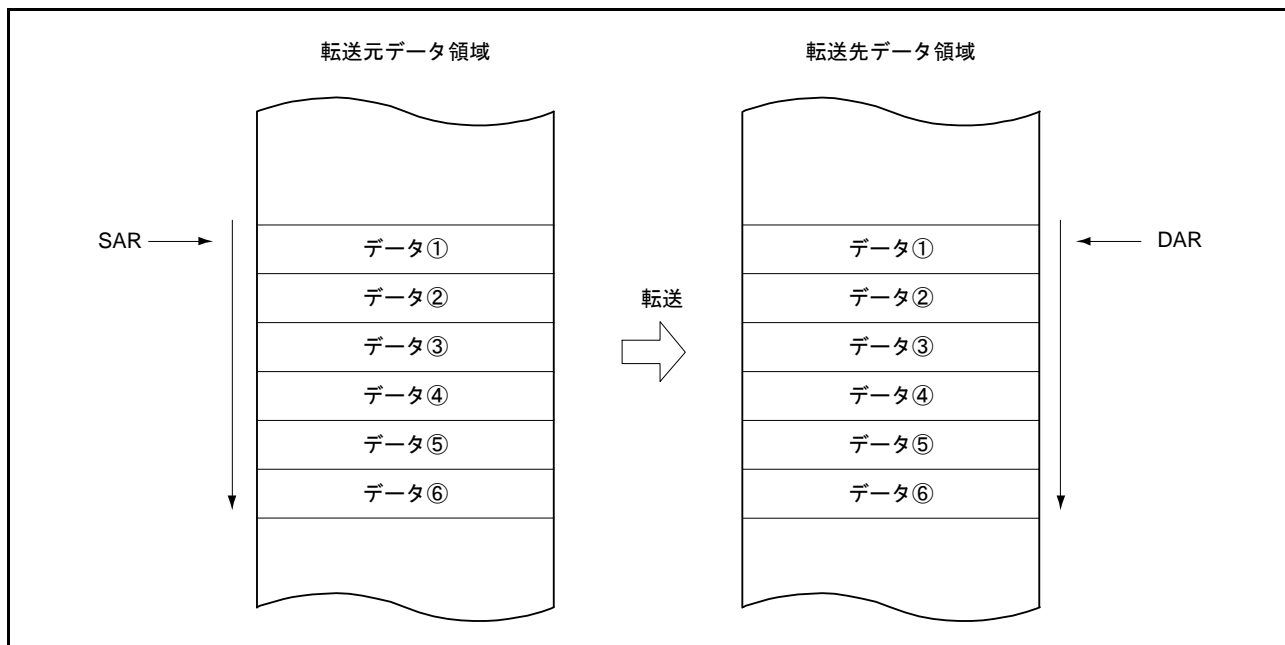 転送元データ領域
転送先データ領域
SAR
データ①
データ②
データ③
データ④
データ⑤
データ⑥
転送
データ①
データ②
データ③
データ④
データ⑤
データ⑥
DAR